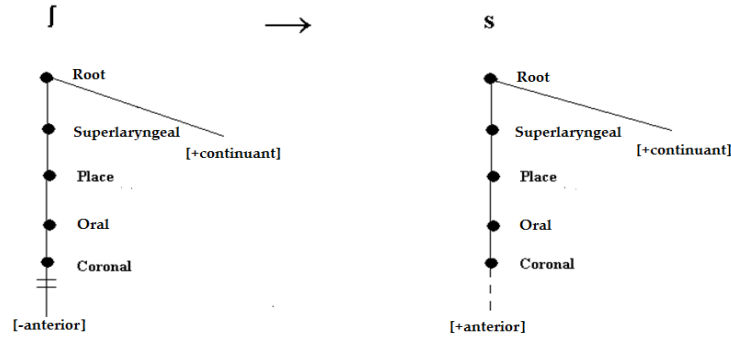 ʃ → s
Root
Superlaryngeal
[+continuant]
Place
Oral
Coronal
[-anterior]
Root
Superlaryngeal
[+continuant]
Place
Oral
Coronal
[+anterior]